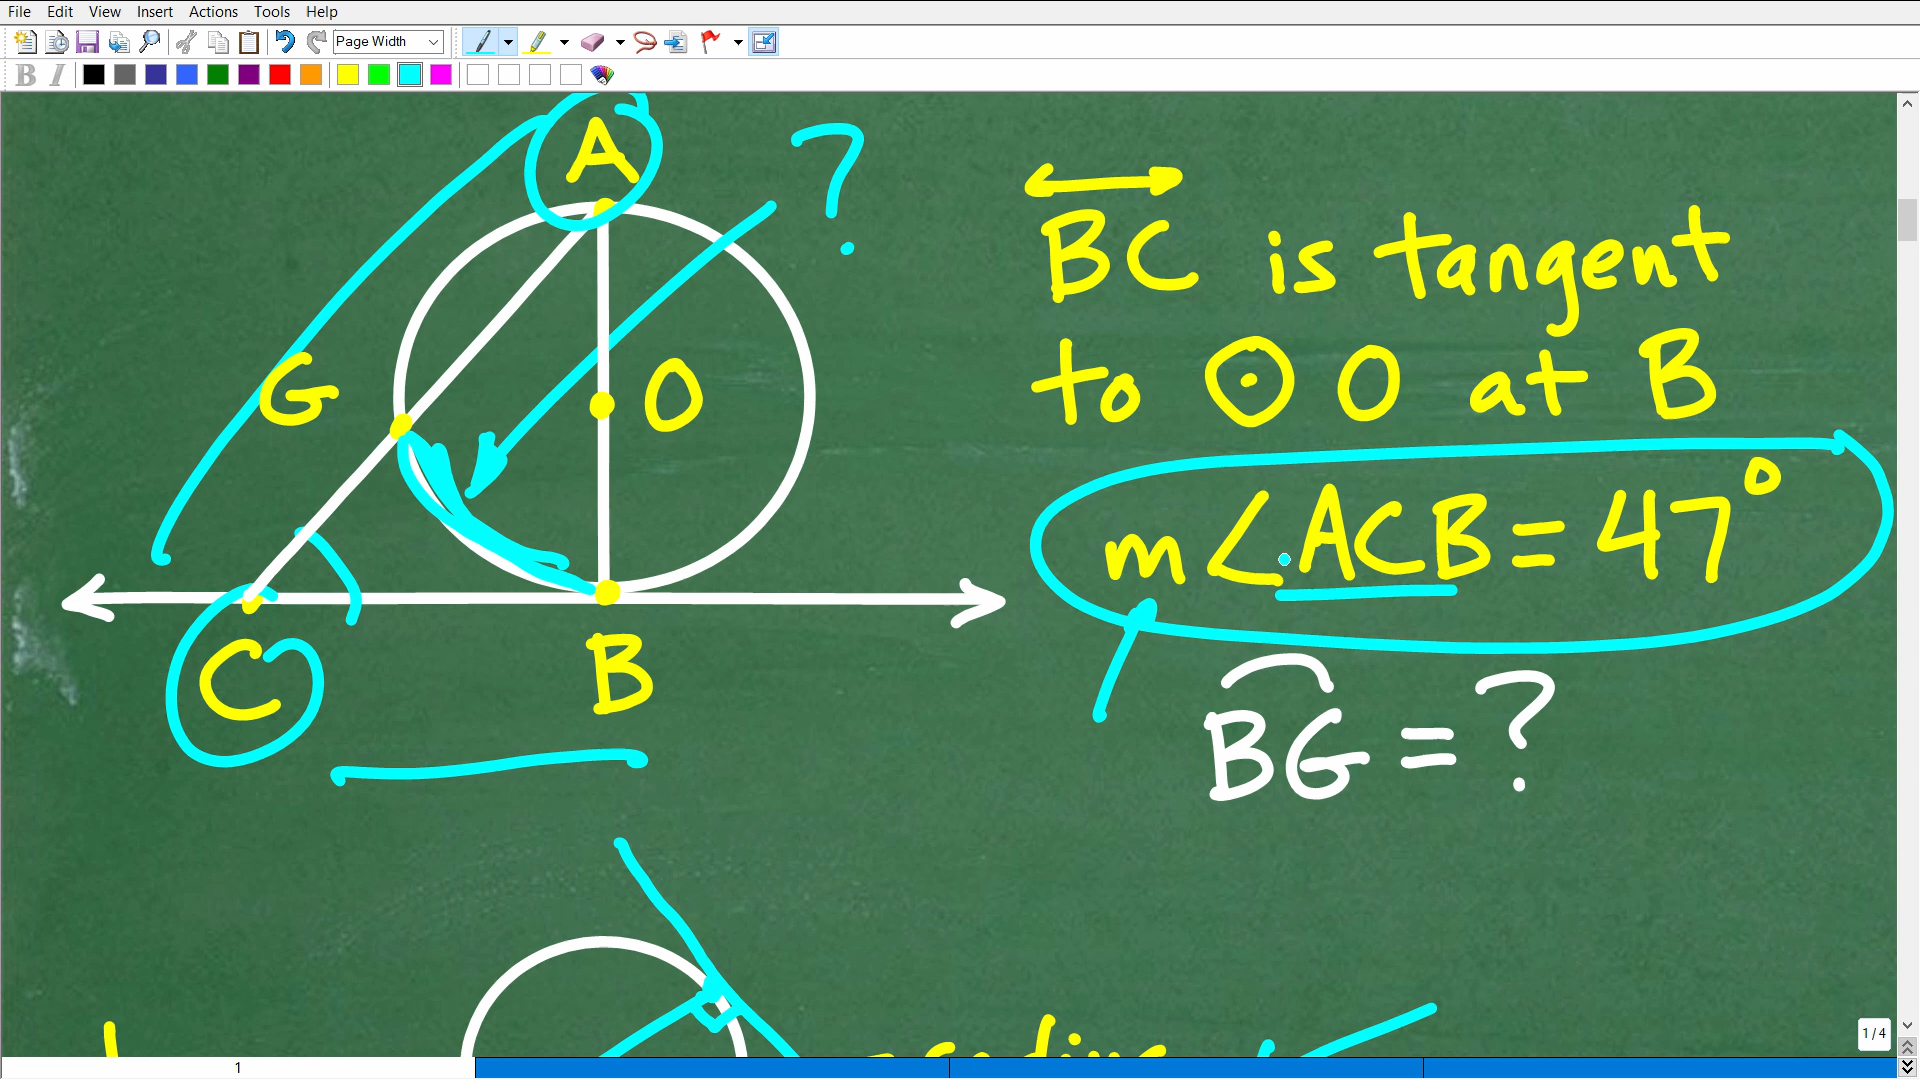 File Edit View Insert Actions Tools Help
Page Width
B I
A
?
G
O
C
B
BC is tangent
to ⊙ O at B
m∠ACB = 47°
BG = ?
1/4
1